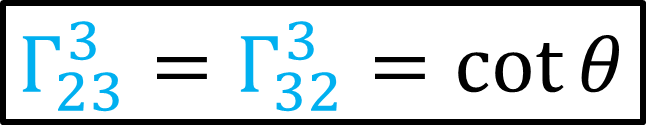 Γ³₂₃ = Γ³₃₂ = cot θ